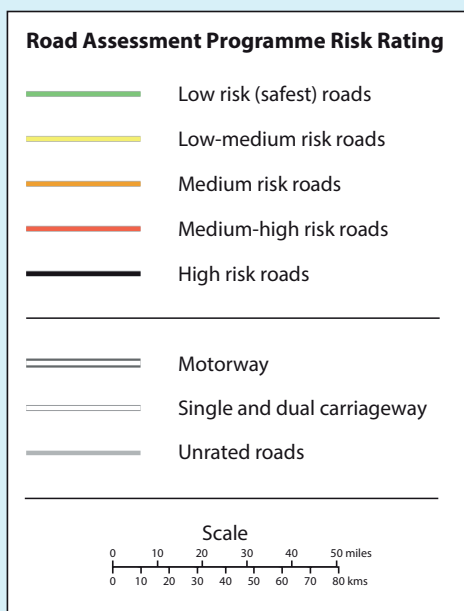 Road Assessment Programme Risk Rating
Low risk (safest) roads
Low-medium risk roads
Medium risk roads
Medium-high risk roads
High risk roads
Motorway
Single and dual carriageway
Unrated roads
Scale
0 10 20 30 40 50 miles
0 10 20 30 40 50 60 70 80 kms